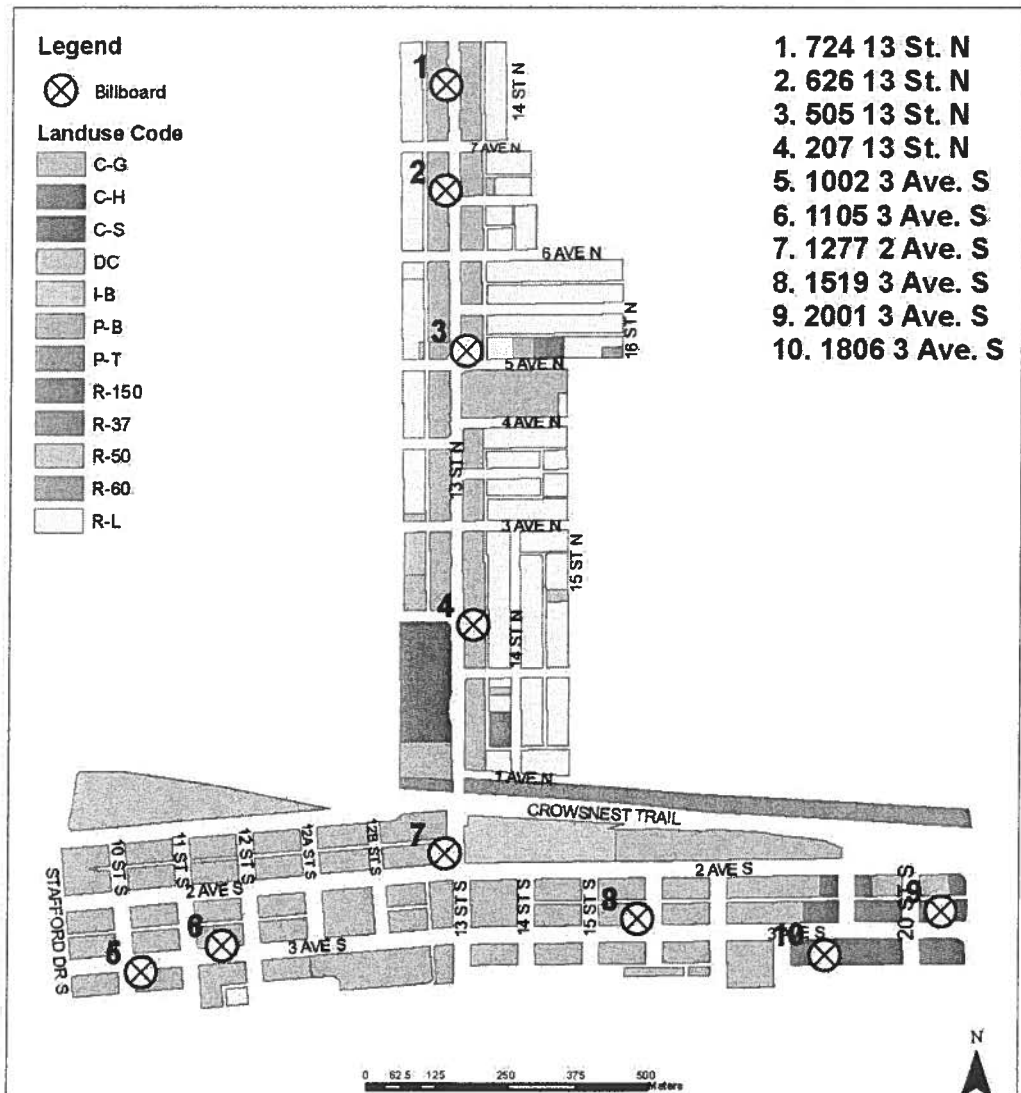 Legend
Billboard
Landuse Code
C-G
C-H
C-S
DC
I-B
P-B
P-T
R-150
R-37
R-50
R-60
R-L
1. 724 13 St. N
2. 626 13 St. N
3. 505 13 St. N
4. 207 13 St. N
5. 1002 3 Ave. S
6. 1105 3 Ave. S
7. 1277 2 Ave. S
8. 1519 3 Ave. S
9. 2001 3 Ave. S
10. 1806 3 Ave. S
1
14 ST N
7 AVE N
2
6 AVE N
3
16 ST N
5 AVE N
4 AVE N
13 ST N
3 AVE N
15 ST N
4
14 ST N
1 AVE N
CROWSNEST TRAIL
7
10 ST S
11 ST S
12 ST S
12A ST S
12B ST S
2 AVE S
2 AVE S
STAFFORD DR S
5
6
3 AVE S
13 ST S
14 ST S
15 ST S
8
20 ST S
9
3 AVE S
10
N
0 62.5 125 250 375 500
Meters